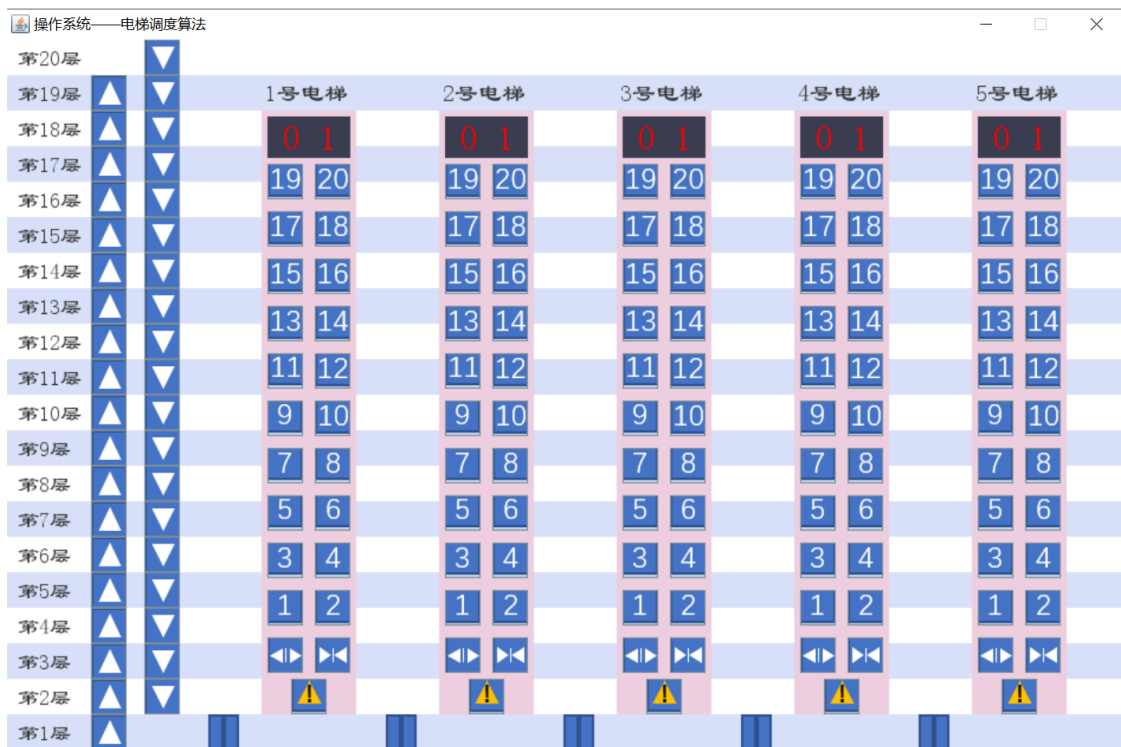 操作系统——电梯调度算法
第20层
第19层 1号电梯 2号电梯 3号电梯 4号电梯 5号电梯
第18层 0 1 0 1 0 1 0 1 0 1
第17层 19 20 19 20 19 20 19 20 19 20
第16层
第15层 17 18 17 18 17 18 17 18 17 18
第14层 15 16 15 16 15 16 15 16 15 16
第13层 13 14 13 14 13 14 13 14 13 14
第12层
第11层 11 12 11 12 11 12 11 12 11 12
第10层 9 10 9 10 9 10 9 10 9 10
第9层 7 8 7 8 7 8 7 8 7 8
第8层
第7层 5 6 5 6 5 6 5 6 5 6
第6层 3 4 3 4 3 4 3 4 3 4
第5层 1 2 1 2 1 2 1 2 1 2
第4层
第3层
第2层
第1层